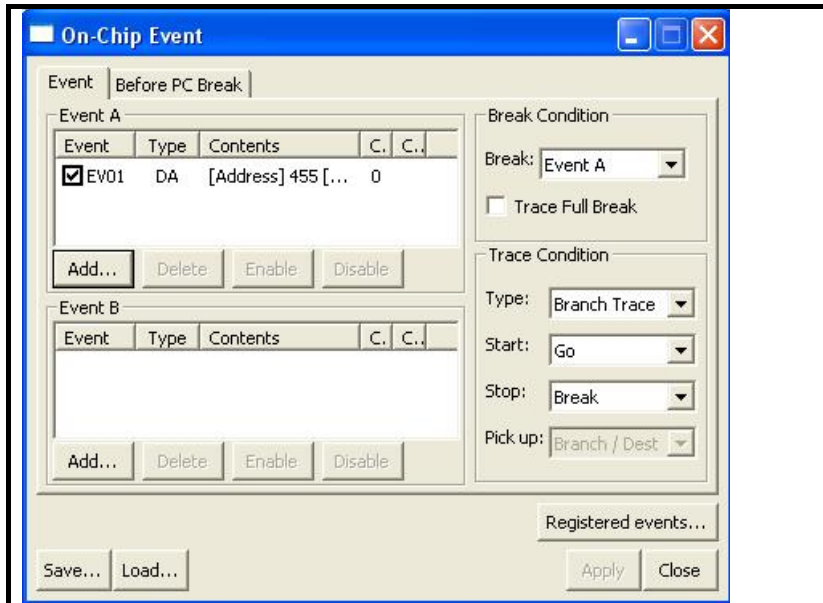 On-Chip Event
Event
Before PC Break
Event A
Event Type Contents C. C..
EV01 DA [Address] 455 [... 0
Add... Delete Enable Disable
Event B
Event Type Contents C. C..
Add... Delete Enable Disable
Break Condition
Break: Event A
Trace Full Break
Trace Condition
Type: Branch Trace
Start: Go
Stop: Break
Pick up: Branch / Dest
Registered events...
Save... Load... Apply Close